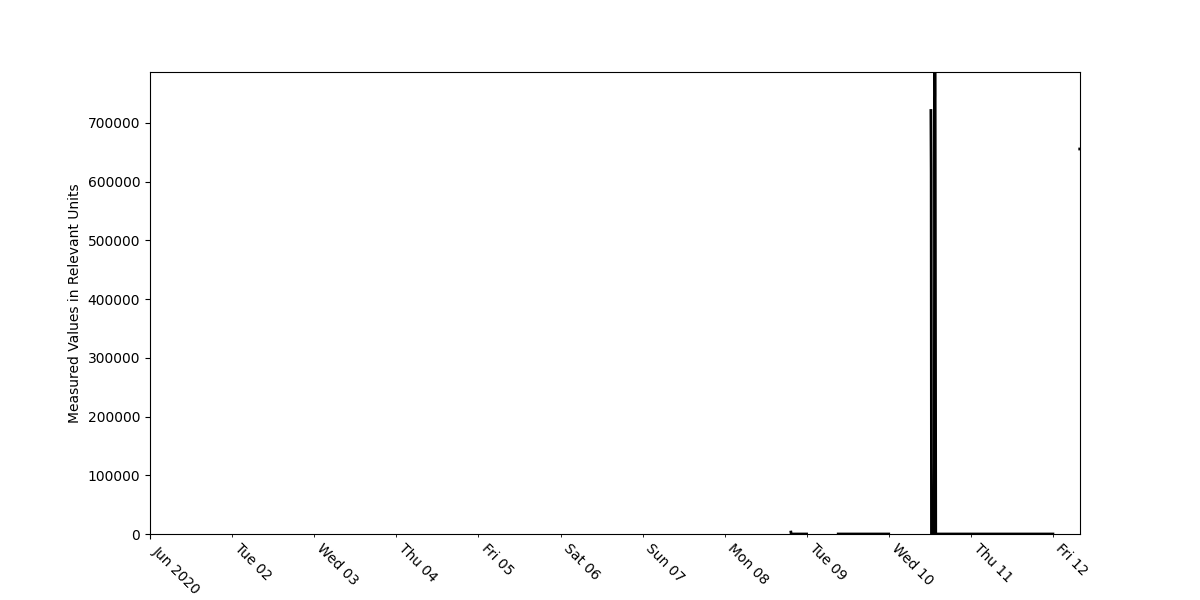 Measured Values in Relevant Units
700000
600000
500000
400000
300000
200000
100000
0
Jun 2020
Tue 02
Wed 03
Thu 04
Fri 05
Sat 06
Sun 07
Mon 08
Tue 09
Wed 10
Thu 11
Fri 12